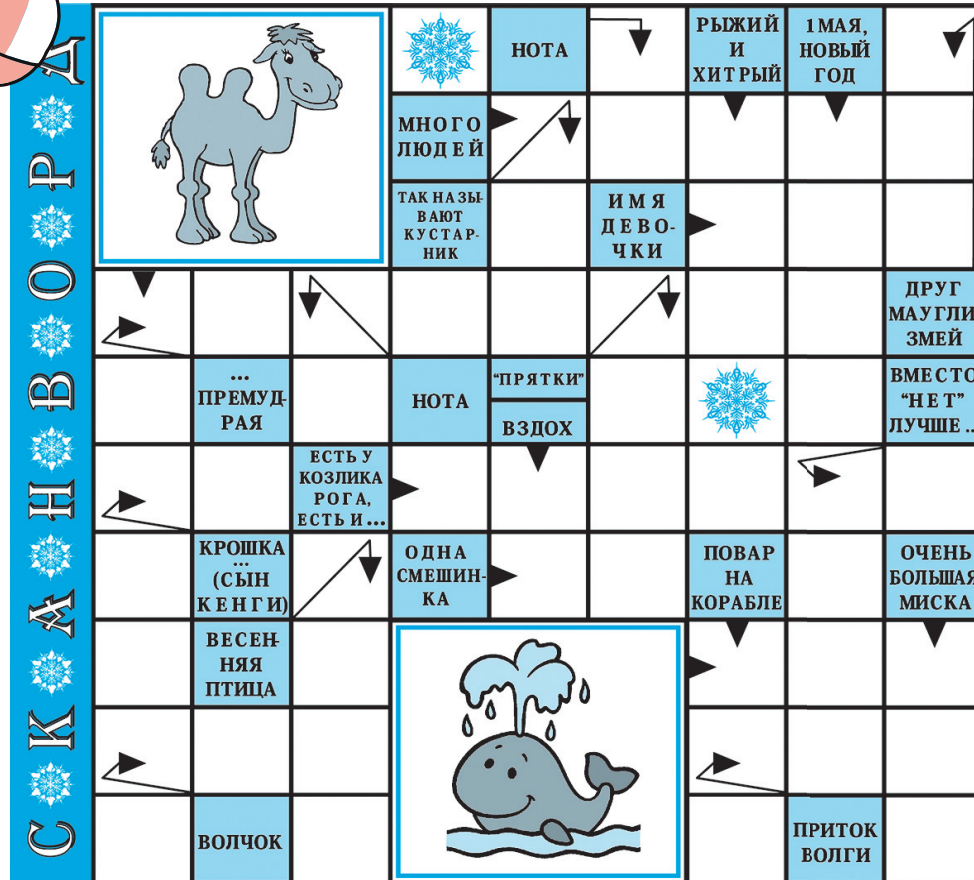 СКАНВОРД
НОТА
РЫЖИЙ
И
ХИТРЫЙ
1 МАЯ,
НОВЫЙ
ГОД
МНОГО
ЛЮДЕЙ
ТАК НАЗЫ-
ВАЮТ
КУСТАР-
НИК
ИМЯ
ДЕВО-
ЧКИ
ДРУГ
МАУГЛИ
ЗМЕЙ
...
ПРЕМУД-
РАЯ
НОТА
"ПРЯТКИ"
ВЗДОХ
ВМЕСТО
"НЕТ"
ЛУЧШЕ ..
ЕСТЬ У
КОЗЛИКА
РОГА,
ЕСТЬ И ...
КРОШКА
...
(СЫН
КЕНГИ)
ОДНА
СМЕШИН-
КА
ПОВАР
НА
КОРАБЛЕ
ОЧЕНЬ
БОЛЬШАЯ
МИСКА
ВЕСЕН-
НЯЯ
ПТИЦА
ВОЛЧОК
ПРИТОК
ВОЛГИ